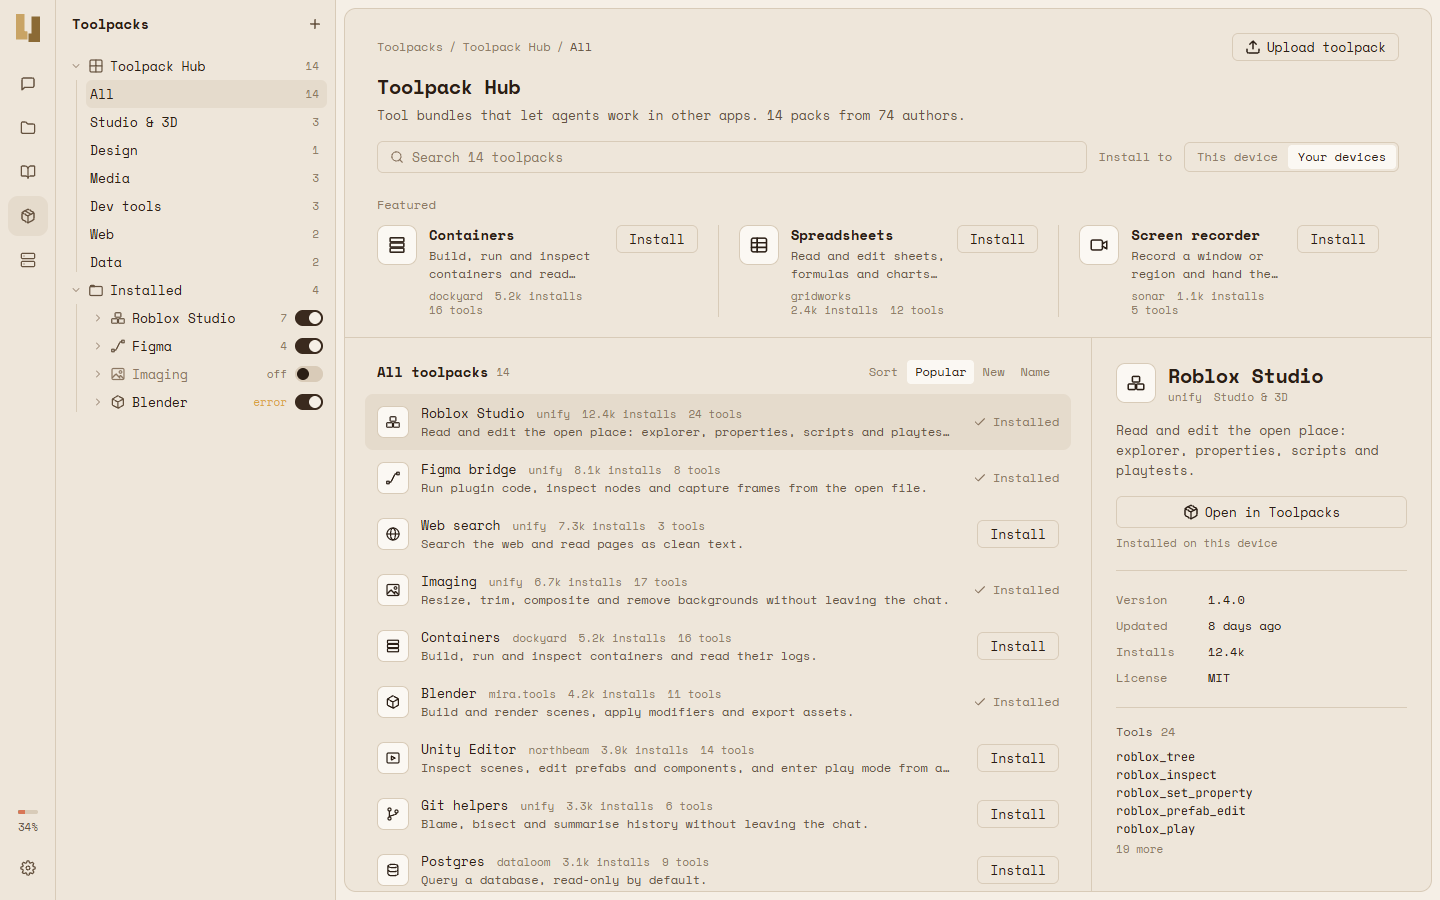 Toolpacks
Toolpack Hub 14
All 14
Studio & 3D 3
Design 1
Media 3
Dev tools 3
Web 2
Data 2
Installed 4
Roblox Studio 7
Figma 4
Imaging off
Blender error
34%
Toolpacks / Toolpack Hub / All
Upload toolpack
Toolpack Hub
Tool bundles that let agents work in other apps. 14 packs from 74 authors.
Search 14 toolpacks
Install to This device Your devices
Featured
Containers
Install
Build, run and inspect
containers and read…
dockyard 5.2k installs
16 tools
Spreadsheets
Install
Read and edit sheets,
formulas and charts…
gridworks
2.4k installs 12 tools
Screen recorder
Install
Record a window or
region and hand the…
sonar 1.1k installs
5 tools
All toolpacks 14
Sort Popular New Name
Roblox Studio unify 12.4k installs 24 tools
Read and edit the open place: explorer, properties, scripts and playtes…
Installed
Figma bridge unify 8.1k installs 8 tools
Run plugin code, inspect nodes and capture frames from the open file.
Installed
Web search unify 7.3k installs 3 tools
Search the web and read pages as clean text.
Install
Imaging unify 6.7k installs 17 tools
Resize, trim, composite and remove backgrounds without leaving the chat.
Installed
Containers dockyard 5.2k installs 16 tools
Build, run and inspect containers and read their logs.
Install
Blender mira.tools 4.2k installs 11 tools
Build and render scenes, apply modifiers and export assets.
Installed
Unity Editor northbeam 3.9k installs 14 tools
Inspect scenes, edit prefabs and components, and enter play mode from a…
Install
Git helpers unify 3.3k installs 6 tools
Blame, bisect and summarise history without leaving the chat.
Install
Postgres dataloom 3.1k installs 9 tools
Query a database, read-only by default.
Install
Roblox Studio
unify Studio & 3D
Read and edit the open place:
explorer, properties, scripts and
playtests.
Open in Toolpacks
Installed on this device
Version 1.4.0
Updated 8 days ago
Installs 12.4k
License MIT
Tools 24
roblox_tree
roblox_inspect
roblox_set_property
roblox_prefab_edit
roblox_play
19 more